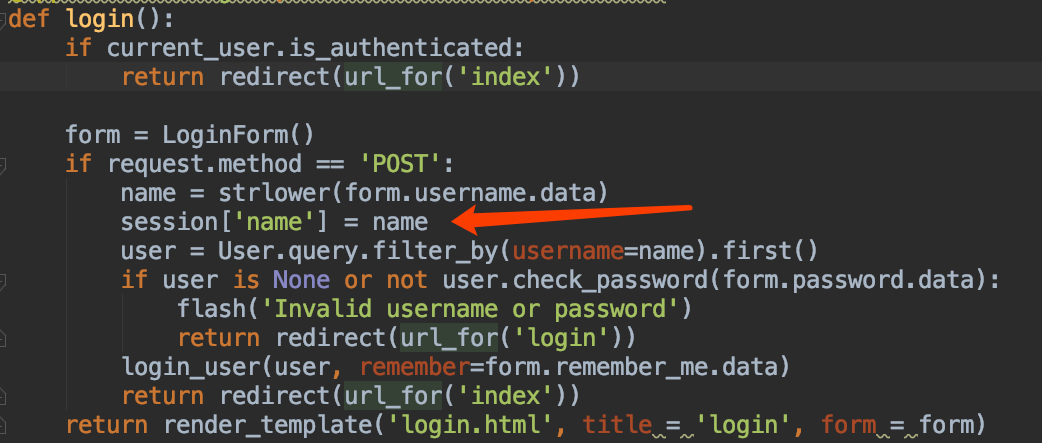 def login():
    if current_user.is_authenticated:
        return redirect(url_for('index'))
    form = LoginForm()
    if request.method == 'POST':
        name = strlower(form.username.data)
        session['name'] = name
        user = User.query.filter_by(username=name).first()
        if user is None or not user.check_password(form.password.data):
            flash('Invalid username or password')
            return redirect(url_for('login'))
        login_user(user, remember=form.remember_me.data)
        return redirect(url_for('index'))
    return render_template('login.html', title = 'login', form = form)